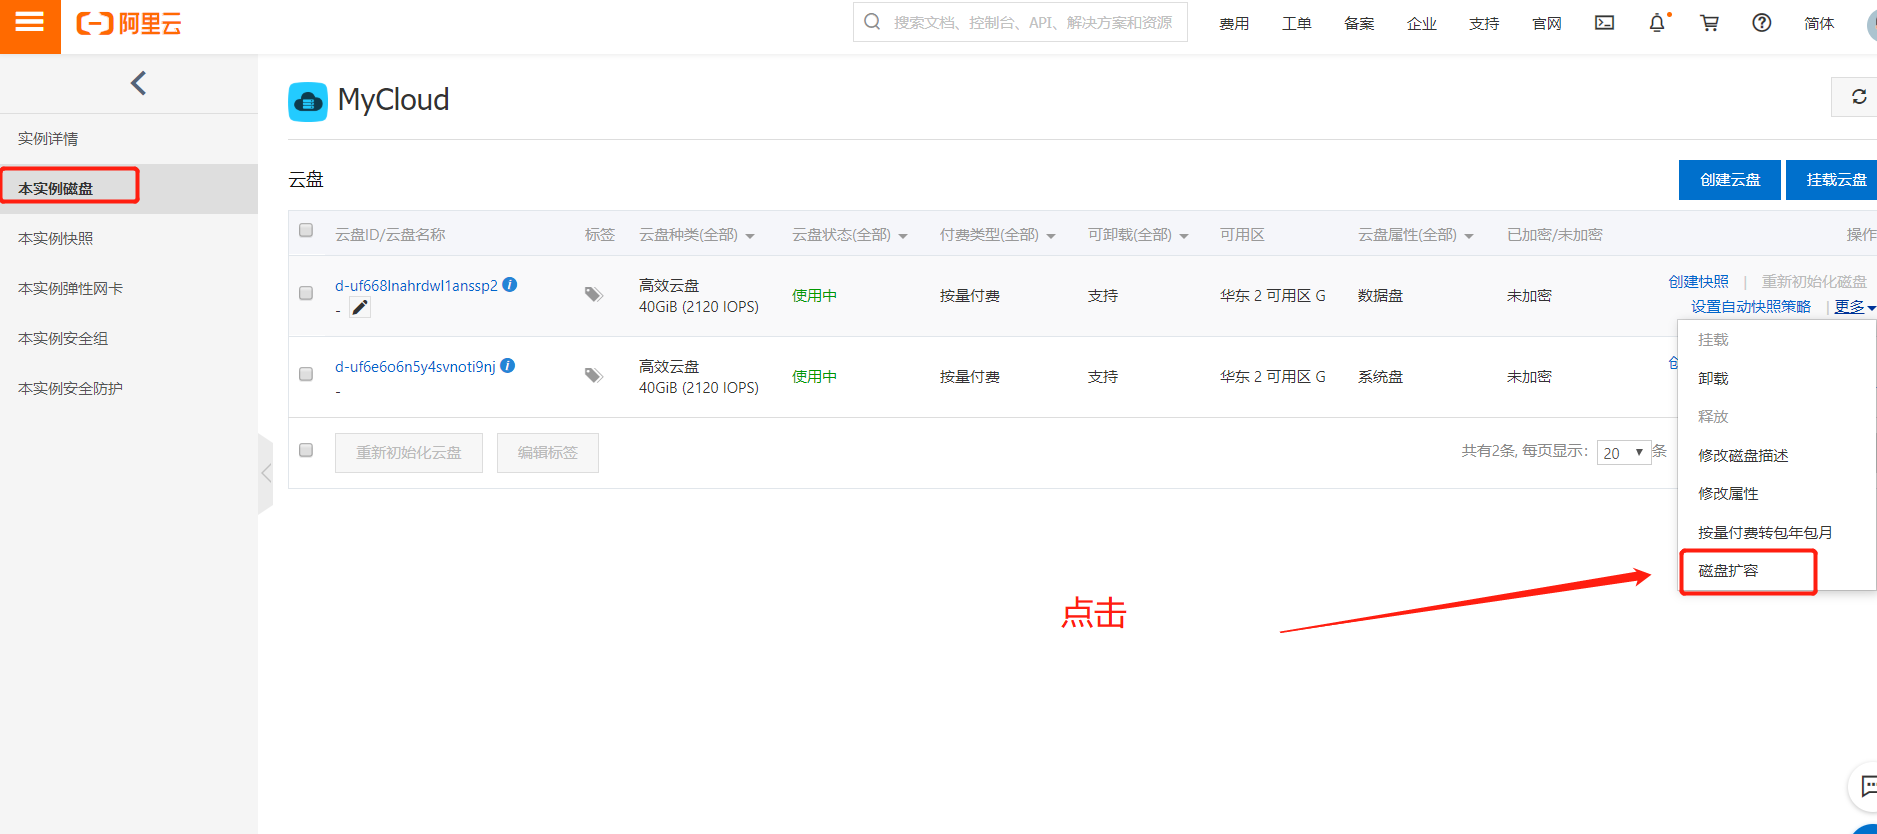 阿里云
搜索文档、控制台、API、解决方案和资源
费用 工单 备案 企业 支持 官网 简体
MyCloud
实例详情
本实例磁盘
本实例快照
本实例弹性网卡
本实例安全组
本实例安全防护
云盘
创建云盘 挂载云盘
云盘ID/云盘名称 标签 云盘种类(全部) 云盘状态(全部) 付费类型(全部) 可卸载(全部) 可用区 云盘属性(全部) 已加密/未加密 操作
d-uf668lnahrdwl1anssp2 高效云盘 使用中 按量付费 支持 华东 2 可用区 G 数据盘 未加密 创建快照 | 重新初始化磁盘
- 40GiB (2120 IOPS) 设置自动快照策略 | 更多
d-uf6e6o6n5y4svnoti9nj 高效云盘 使用中 按量付费 支持 华东 2 可用区 G 系统盘 未加密
- 40GiB (2120 IOPS)
重新初始化云盘 编辑标签 共有2条, 每页显示: 20 条
挂载
卸载
释放
修改磁盘描述
修改属性
按量付费转包年包月
磁盘扩容
点击